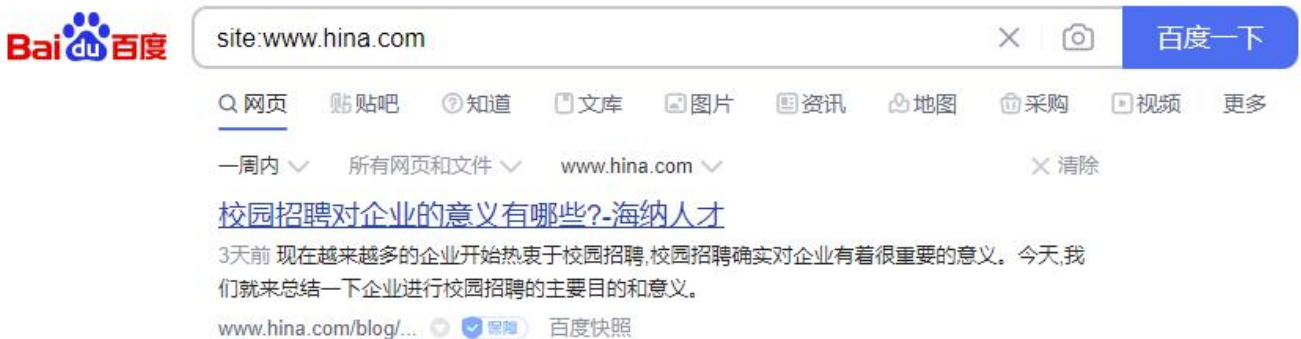 Bai du 百度 site:www.hina.com 百度一下
网页 贴吧 知道 文库 图片 资讯 地图 采购 视频 更多
一周内 所有网页和文件 www.hina.com 清除
校园招聘对企业的意义有哪些?-海纳人才
3天前 现在越来越多的企业开始热衷于校园招聘,校园招聘确实对企业有着很重要的意义。今天,我
们就来总结一下企业进行校园招聘的主要目的和意义。
www.hina.com/blog/... 保障 百度快照